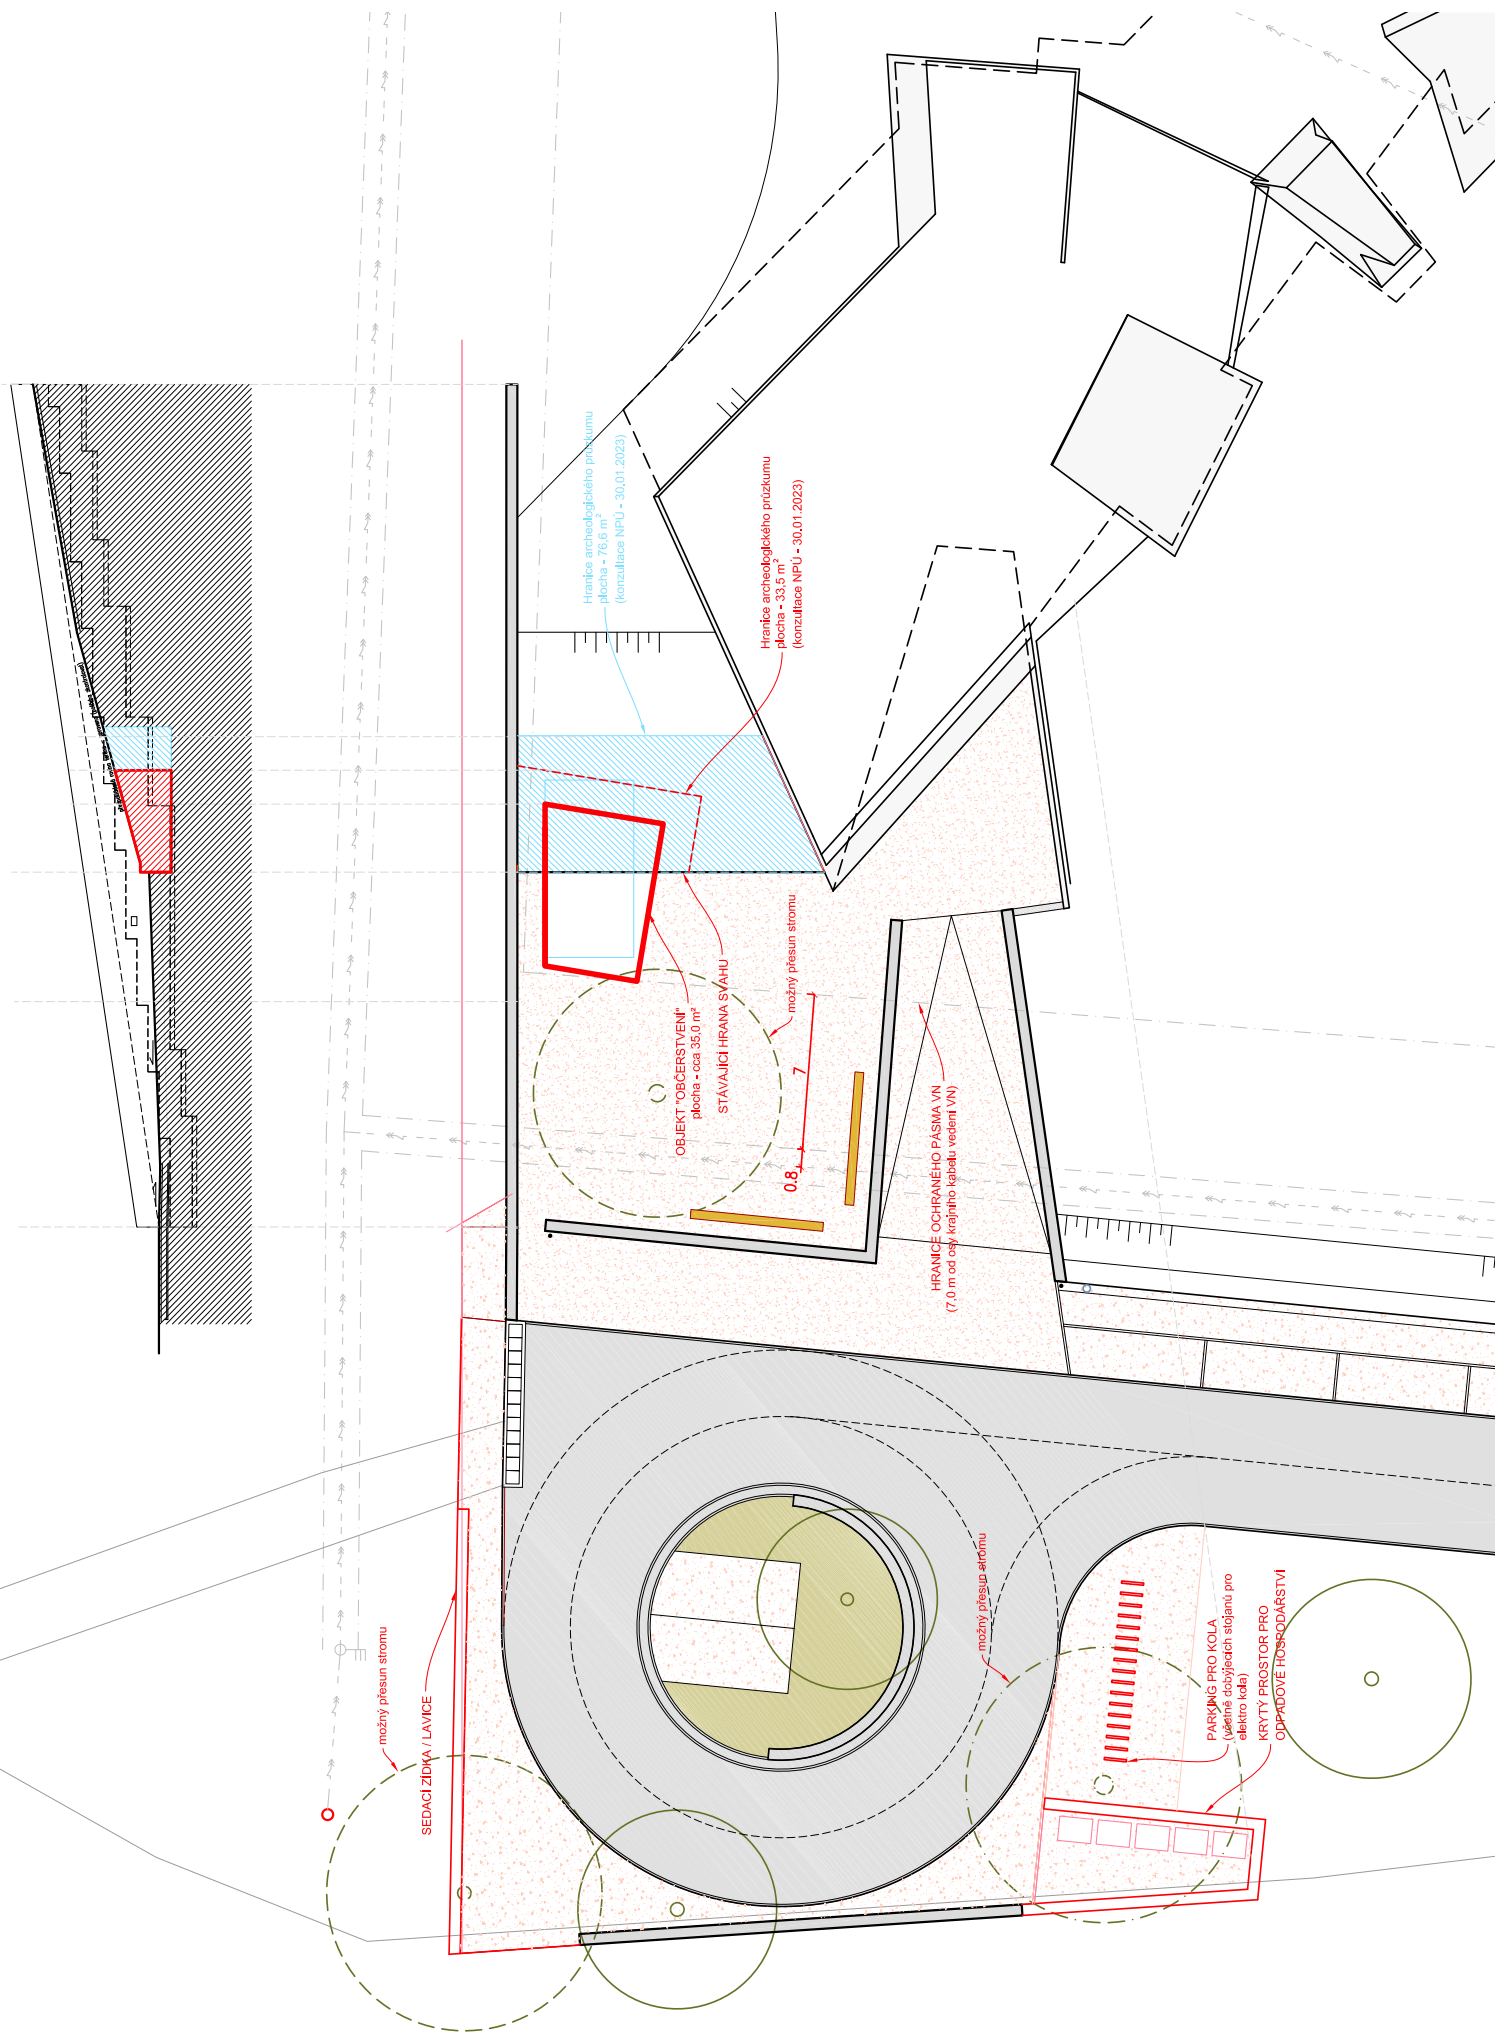 Hranice archeologického průzkumu
plocha - 76,6 m²
(konzultace NPÚ - 30.01.2023)
Hranice archeologického průzkumu
plocha - 33,5 m²
(konzultace NPÚ - 30.01.2023)
OBJEKT "OBČERSTVENÍ"
plocha - cca 35,0 m²
STÁVAJÍCÍ HRANA SVAHU
možný přesun stromu
7
0.8
HRANICE OCHRANÉHO PÁSMA VN
(7,0 m od osy krajního kabelu vedení VN)
možný přesun stromu
SEDACÍ ZÍDKA / LAVICE
možný přesun stromu
PARKING PRO KOLA
(včetně dobyjecích stojanů pro
elektro kola)
KRYTÝ PROSTOR PRO
ODPADOVÉ HOSPODÁŘSTVÍ